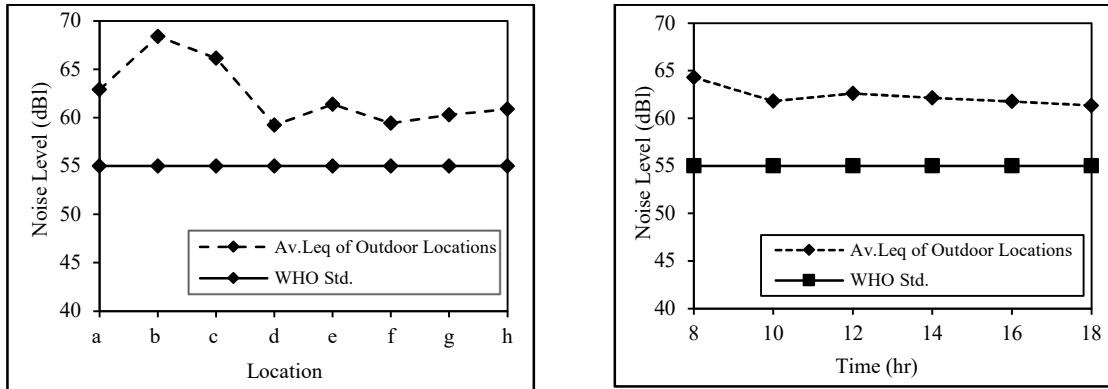 70
65
60
55
50
45
40
Noise Level (dBl)
Av.Leq of Outdoor Locations
WHO Std.
a b c d e f g h
Location
70
65
60
55
50
45
40
Noise Level (dBl)
Av.Leq of Outdoor Locations
WHO Std.
8 10 12 14 16 18
Time (hr)